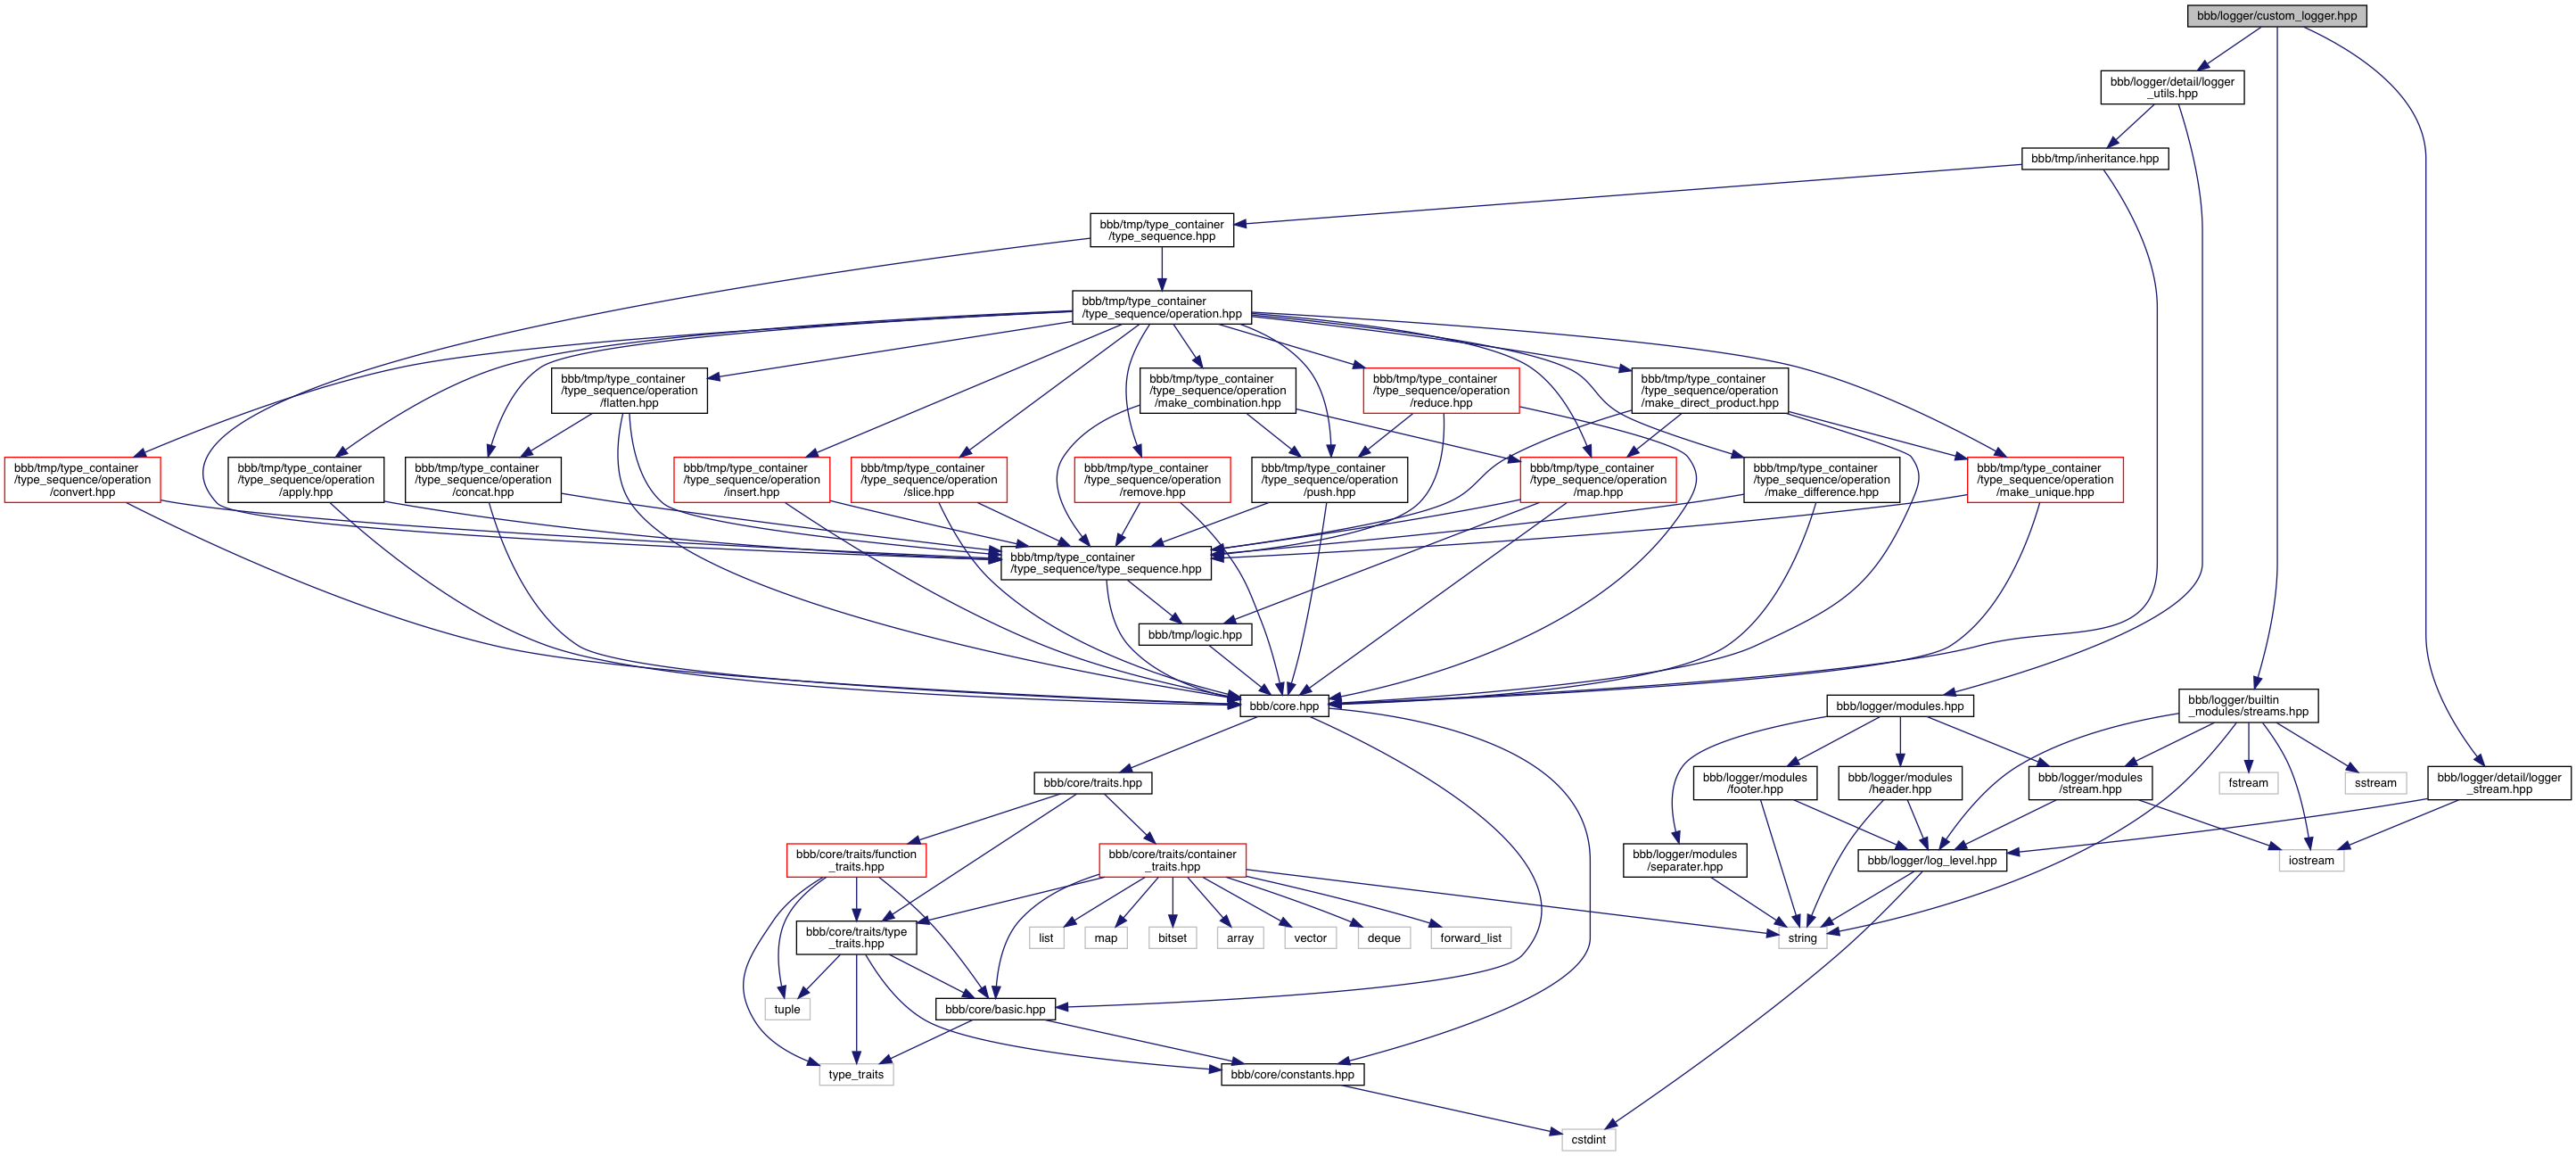 bbb/logger/custom_logger.hpp
bbb/logger/detail/logger
_utils.hpp
bbb/tmp/inheritance.hpp
bbb/tmp/type_container
/type_sequence.hpp
bbb/tmp/type_container
/type_sequence/operation.hpp
bbb/tmp/type_container
/type_sequence/operation
/flatten.hpp
bbb/tmp/type_container
/type_sequence/operation
/make_combination.hpp
bbb/tmp/type_container
/type_sequence/operation
/reduce.hpp
bbb/tmp/type_container
/type_sequence/operation
/make_direct_product.hpp
bbb/tmp/type_container
/type_sequence/operation
/convert.hpp
bbb/tmp/type_container
/type_sequence/operation
/apply.hpp
bbb/tmp/type_container
/type_sequence/operation
/concat.hpp
bbb/tmp/type_container
/type_sequence/operation
/insert.hpp
bbb/tmp/type_container
/type_sequence/operation
/slice.hpp
bbb/tmp/type_container
/type_sequence/operation
/remove.hpp
bbb/tmp/type_container
/type_sequence/operation
/push.hpp
bbb/tmp/type_container
/type_sequence/operation
/map.hpp
bbb/tmp/type_container
/type_sequence/operation
/make_difference.hpp
bbb/tmp/type_container
/type_sequence/operation
/make_unique.hpp
bbb/tmp/type_container
/type_sequence/type_sequence.hpp
bbb/tmp/logic.hpp
bbb/core.hpp
bbb/logger/modules.hpp
bbb/logger/builtin
_modules/streams.hpp
bbb/core/traits.hpp
bbb/logger/modules
/footer.hpp
bbb/logger/modules
/header.hpp
bbb/logger/modules
/stream.hpp
fstream
sstream
bbb/logger/detail/logger
_stream.hpp
bbb/core/traits/function
_traits.hpp
bbb/core/traits/container
_traits.hpp
bbb/logger/modules
/separater.hpp
bbb/logger/log_level.hpp
iostream
bbb/core/traits/type
_traits.hpp
list
map
bitset
array
vector
deque
forward_list
string
tuple
bbb/core/basic.hpp
type_traits
bbb/core/constants.hpp
cstdint